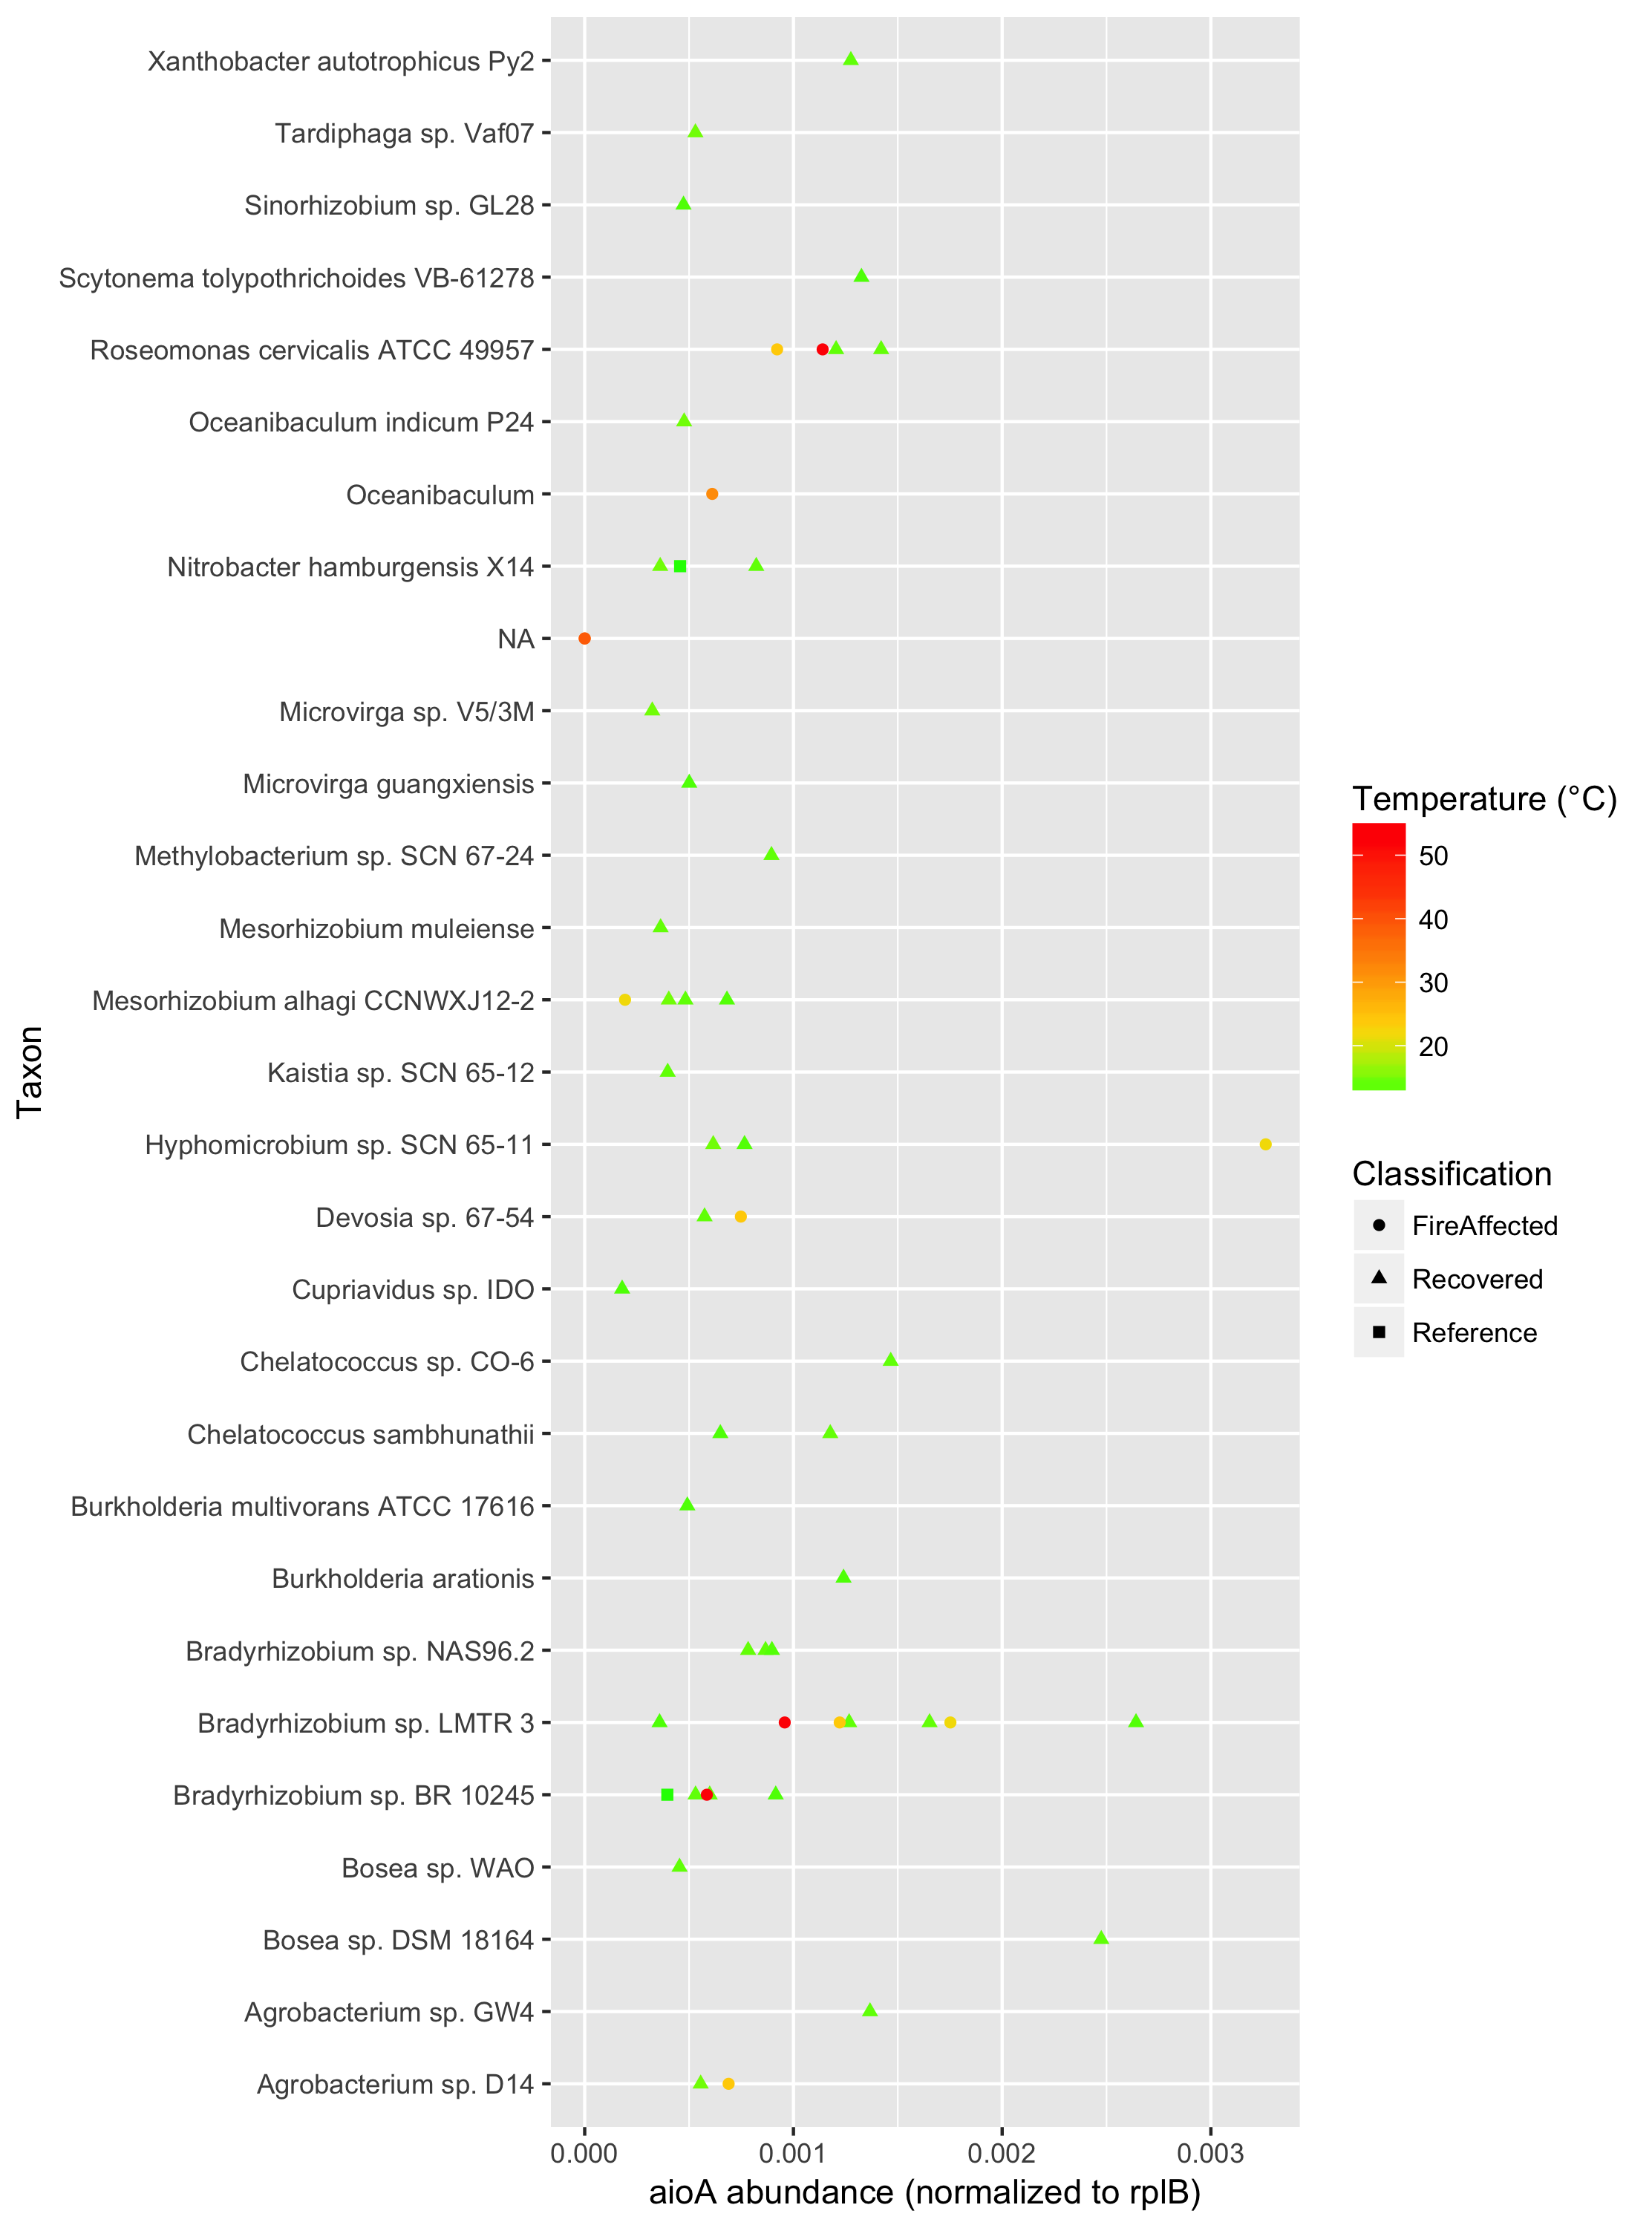 Xanthobacter autotrophicus Py2
Tardiphaga sp. Vaf07
Sinorhizobium sp. GL28
Scytonema tolypothrichoides VB-61278
Roseomonas cervicalis ATCC 49957
Oceanibaculum indicum P24
Oceanibaculum
Nitrobacter hamburgensis X14
NA
Microvirga sp. V5/3M
Microvirga guangxiensis
Methylobacterium sp. SCN 67-24
Mesorhizobium muleiense
Mesorhizobium alhagi CCNWXJ12-2
Kaistia sp. SCN 65-12
Hyphomicrobium sp. SCN 65-11
Devosia sp. 67-54
Cupriavidus sp. IDO
Chelatococcus sp. CO-6
Chelatococcus sambhunathii
Burkholderia multivorans ATCC 17616
Burkholderia arationis
Bradyrhizobium sp. NAS96.2
Bradyrhizobium sp. LMTR 3
Bradyrhizobium sp. BR 10245
Bosea sp. WAO
Bosea sp. DSM 18164
Agrobacterium sp. GW4
Agrobacterium sp. D14
Taxon
0.000 0.001 0.002 0.003
aioA abundance (normalized to rplB)
Temperature (°C)
50
40
30
20
Classification
FireAffected
Recovered
Reference